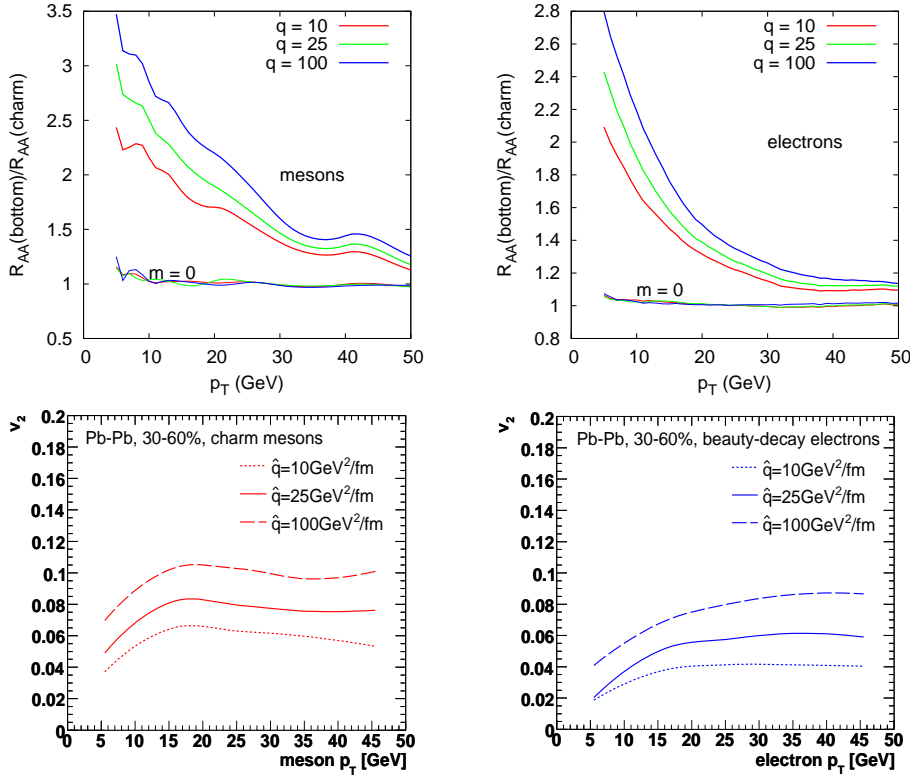 R_AA(bottom)/R_AA(charm)
3.5
3
2.5
2
1.5
1
0.5
q = 10
q = 25
q = 100
mesons
m = 0
0 10 20 30 40 50
p_T (GeV)
R_AA(bottom)/R_AA(charm)
2.8
2.6
2.4
2.2
2
1.8
1.6
1.4
1.2
1
0.8
q = 10
q = 25
q = 100
electrons
m = 0
0 10 20 30 40 50
p_T (GeV)
v_2
0.2
0.18
0.16
0.14
0.12
0.1
0.08
0.06
0.04
0.02
0
Pb-Pb, 30-60%, charm mesons
q̂=10GeV²/fm
q̂=25GeV²/fm
q̂=100GeV²/fm
0 5 10 15 20 25 30 35 40 45 50
meson p_T [GeV]
v_2
0.2
0.18
0.16
0.14
0.12
0.1
0.08
0.06
0.04
0.02
0
Pb-Pb, 30-60%, beauty-decay electrons
q̂=10GeV²/fm
q̂=25GeV²/fm
q̂=100GeV²/fm
0 5 10 15 20 25 30 35 40 45 50
electron p_T [GeV]